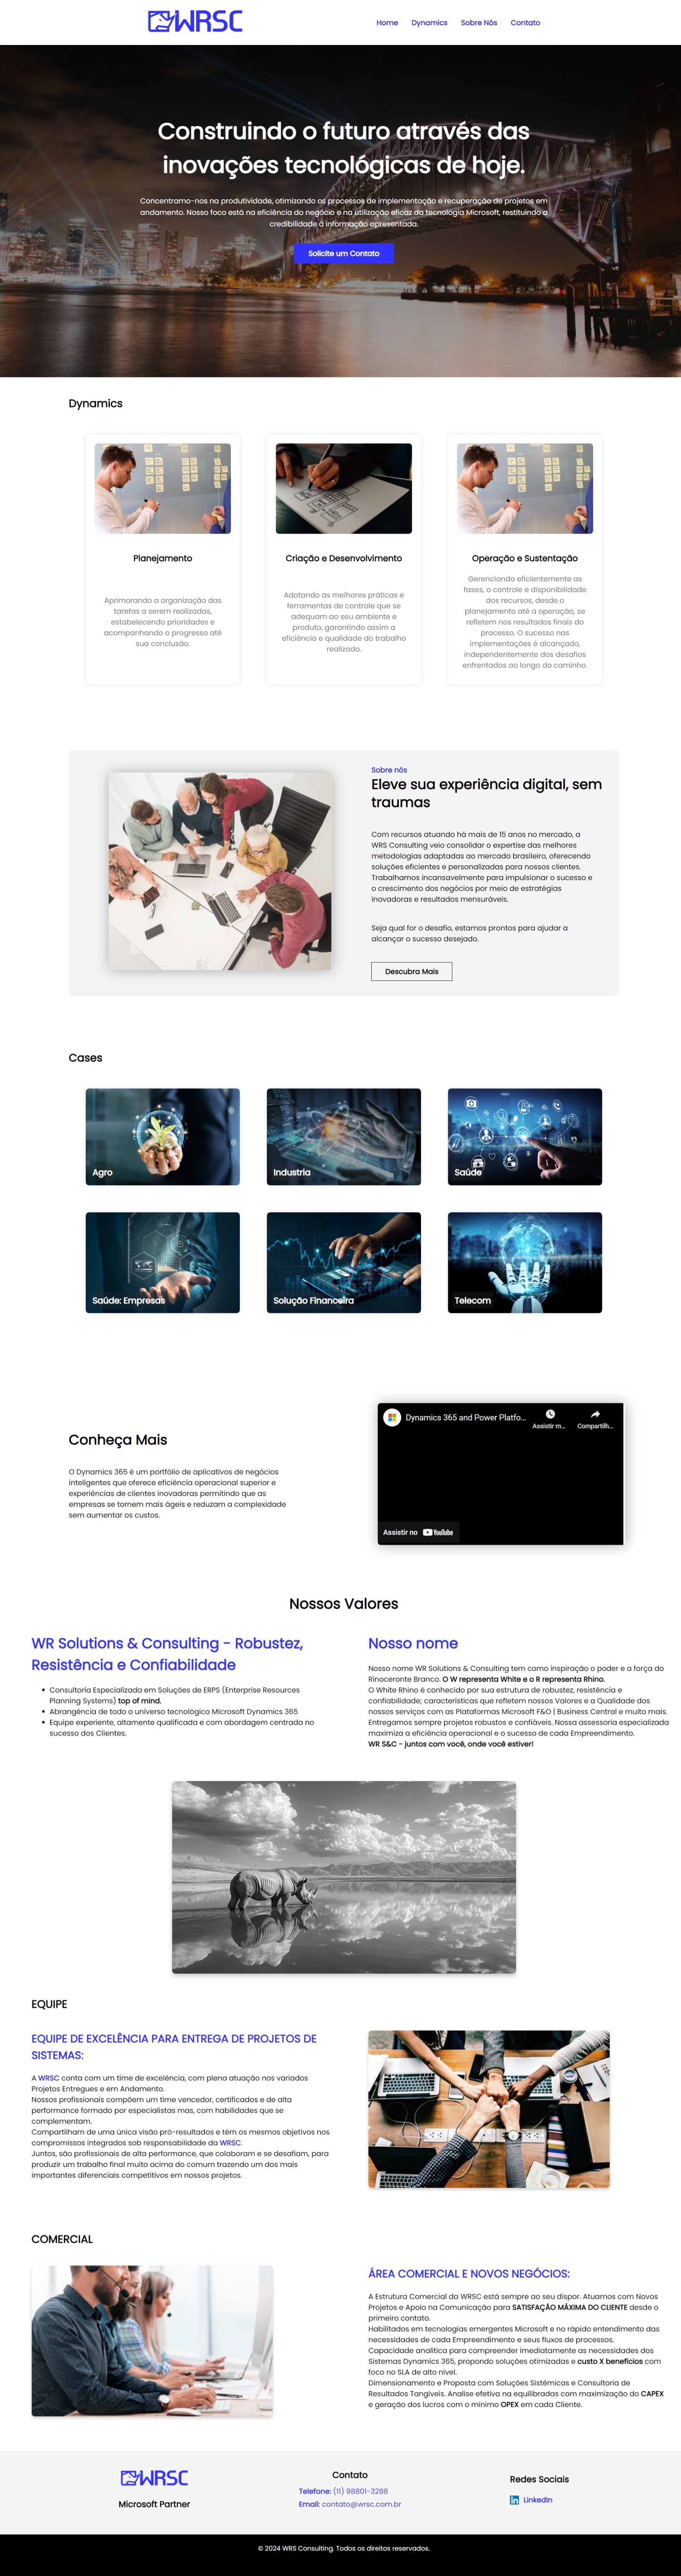 WRSC
Home Dynamics Sobre Nós Contato
Construindo o futuro através das
inovações tecnológicas de hoje.
Concentramo-nos na produtividade, otimizando os processos de implementação e recuperação de projetos em
andamento. Nosso foco está na eficiência do negócio e na utilização eficaz da tecnologia Microsoft, restituindo a
credibilidade à informação apresentada.
Solicite um Contato
Dynamics
Planejamento
Aprimorando a organização das
tarefas a serem realizadas,
estabelecendo prioridades e
acompanhando o progresso até
sua conclusão.
Criação e Desenvolvimento
Adotando as melhores práticas e
ferramentas de controle que se
adequam ao seu ambiente e
produto, garantindo assim a
eficiência e qualidade do trabalho
realizado.
Operação e Sustentação
Gerenciando eficientemente as
fases, o controle e disponibilidade
dos recursos, desde o
planejamento até a operação, se
refletem nos resultados finais do
processo. O sucesso nas
implementações é alcançado,
independentemente dos desafios
enfrentados ao longo do caminho.
Sobre nós
Eleve sua experiência digital, sem
traumas
Com recursos atuando há mais de 15 anos no mercado, a
WRS Consulting veio consolidar o expertise das melhores
metodologias adaptadas ao mercado brasileiro, oferecendo
soluções eficientes e personalizadas para nossos clientes.
Trabalhamos incansavelmente para impulsionar o sucesso e
o crescimento dos negócios por meio de estratégias
inovadoras e resultados mensuráveis.
Seja qual for o desafio, estamos prontos para ajudar a
alcançar o sucesso desejado.
Descubra Mais
Cases
Agro
Industria
Saúde
Saúde: Empresas
Solução Financeira
Telecom
Conheça Mais
O Dynamics 365 é um portfólio de aplicativos de negócios
inteligentes que oferece eficiência operacional superior e
experiências de clientes inovadoras permitindo que as
empresas se tornem mais ágeis e reduzam a complexidade
sem aumentar os custos.
Dynamics 365 and Power Platfo...
Assistir m...
Compartilh...
Assistir no YouTube
Nossos Valores
WR Solutions & Consulting - Robustez,
Resistência e Confiabilidade
Consultoria Especializada em Soluções de ERPS (Enterprise Resources
Planning Systems) top of mind.
Abrangência de todo o universo tecnológico Microsoft Dynamics 365
Equipe experiente, altamente qualificada e com abordagem centrada no
sucesso dos Clientes.
Nosso nome
Nosso nome WR Solutions & Consulting tem como inspiração o poder e a força do
Rinoceronte Branco. O W representa White e o R representa Rhino.
O White Rhino é conhecido por sua estrutura de robustez, resistência e
confiabilidade; características que refletem nossos Valores e a Qualidade dos
nossos serviços com as Plataformas Microsoft F&O | Business Central e muito mais.
Entregamos sempre projetos robustos e confiáveis. Nossa assessoria especializada
maximiza a eficiência operacional e o sucesso de cada Empreendimento.
WR S&C - juntos com você, onde você estiver!
EQUIPE
EQUIPE DE EXCELÊNCIA PARA ENTREGA DE PROJETOS DE
SISTEMAS:
A WRSC conta com um time de excelência, com plena atuação nos variados
Projetos Entregues e em Andamento.
Nossos profissionais compõem um time vencedor, certificados e de alta
performance formado por especialistas mas, com habilidades que se
complementam.
Compartilham de uma única visão pró-resultados e têm os mesmos objetivos nos
compromissos integrados sob responsabilidade da WRSC.
Juntos, são profissionais de alta performance, que colaboram e se desafiam, para
produzir um trabalho final muito acima do comum trazendo um dos mais
importantes diferenciais competitivos em nossos projetos.
COMERCIAL
ÁREA COMERCIAL E NOVOS NEGÓCIOS:
A Estrutura Comercial da WRSC está sempre ao seu dispor. Atuamos com Novos
Projetos e Apoio na Comunicação para SATISFAÇÃO MÁXIMA DO CLIENTE desde o
primeiro contato.
Habilitados em tecnologias emergentes Microsoft e no rápido entendimento das
necessidades de cada Empreendimento e seus fluxos de processos.
Capacidade analítica para compreender imediatamente as necessidades dos
Sistemas Dynamics 365, propondo soluções otimizadas e custo X benefícios com
foco no SLA de alto nível.
Dimensionamento e Proposta com Soluções Sistêmicas e Consultoria de
Resultados Tangíveis. Analise efetiva na equilibradas com maximização do CAPEX
e geração dos lucros com o mínimo OPEX em cada Cliente.
WRSC
Microsoft Partner
Contato
Telefone: (11) 98801-3288
Email: contato@wrsc.com.br
Redes Sociais
LinkedIn
© 2024 WRS Consulting. Todos os direitos reservados.